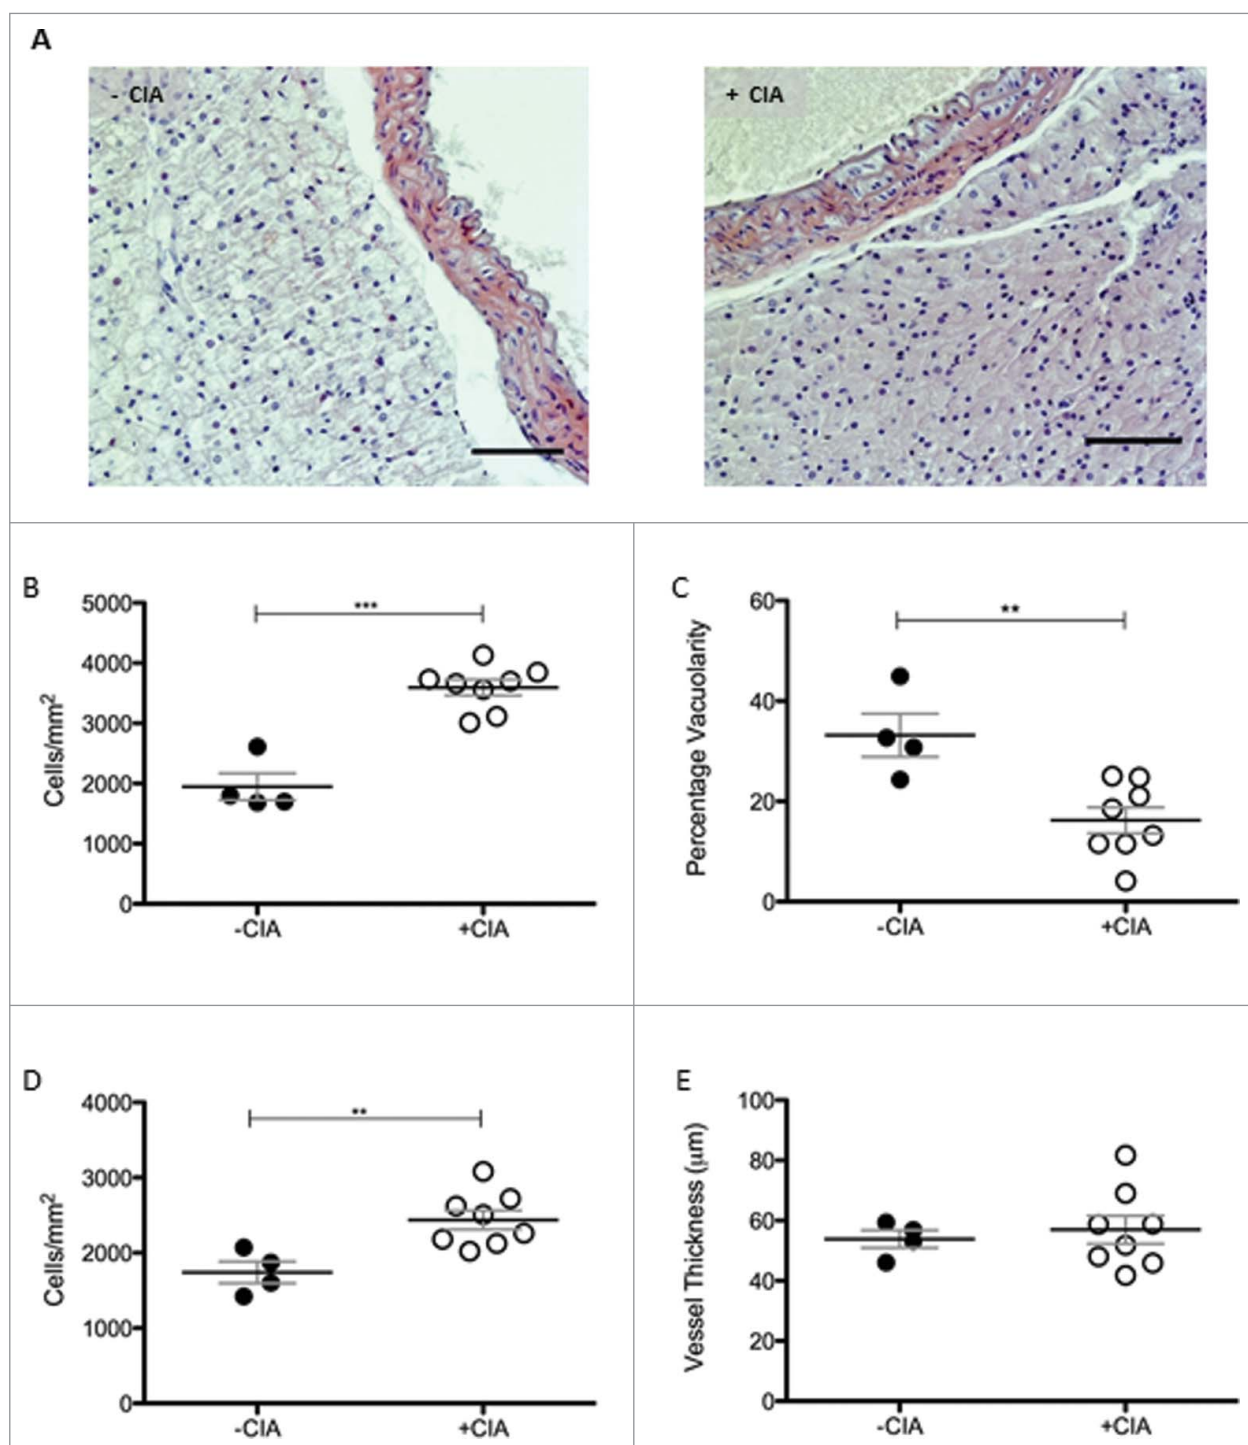 A
- CIA
+ CIA
B
5000
4000
3000
2000
1000
0
Cells/mm²
***
-CIA
+CIA
C
60
40
20
0
Percentage Vacuolarity
**
-CIA
+CIA
D
4000
3000
2000
1000
0
Cells/mm²
**
-CIA
+CIA
E
100
80
60
40
20
0
Vessel Thickness (μm)
-CIA
+CIA